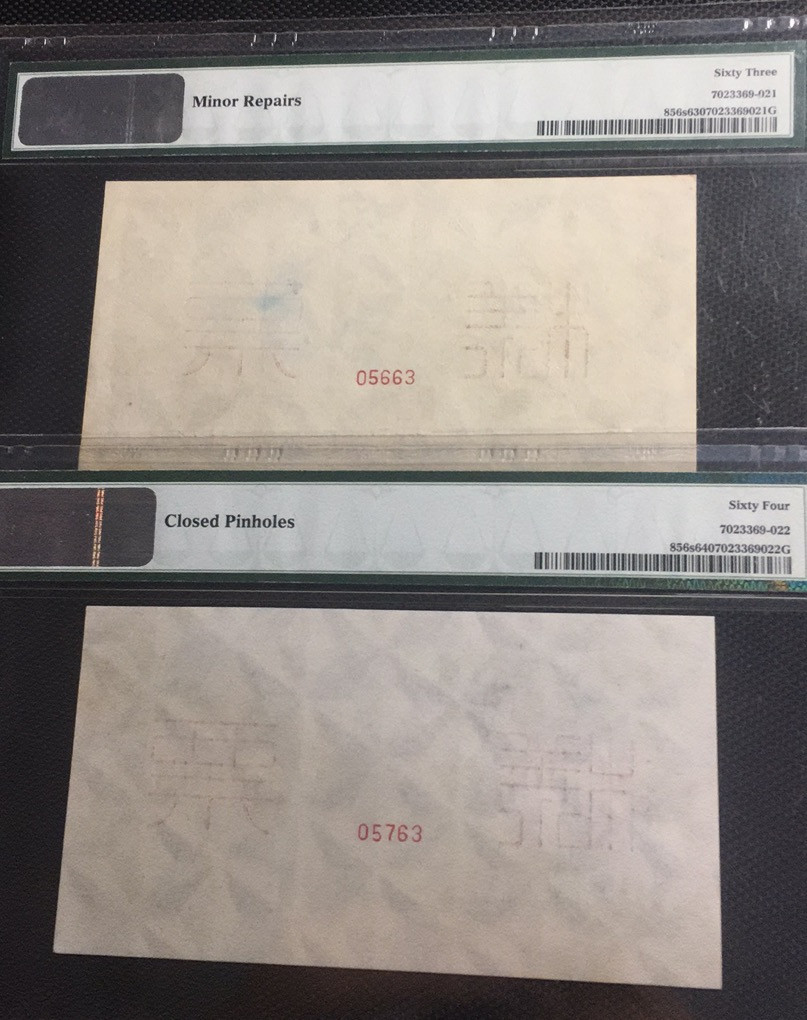 Minor Repairs
Sixty Three
7023369-021
856s6307023369021G
05663
Closed Pinholes
Sixty Four
7023369-022
856s6407023369022G
05763